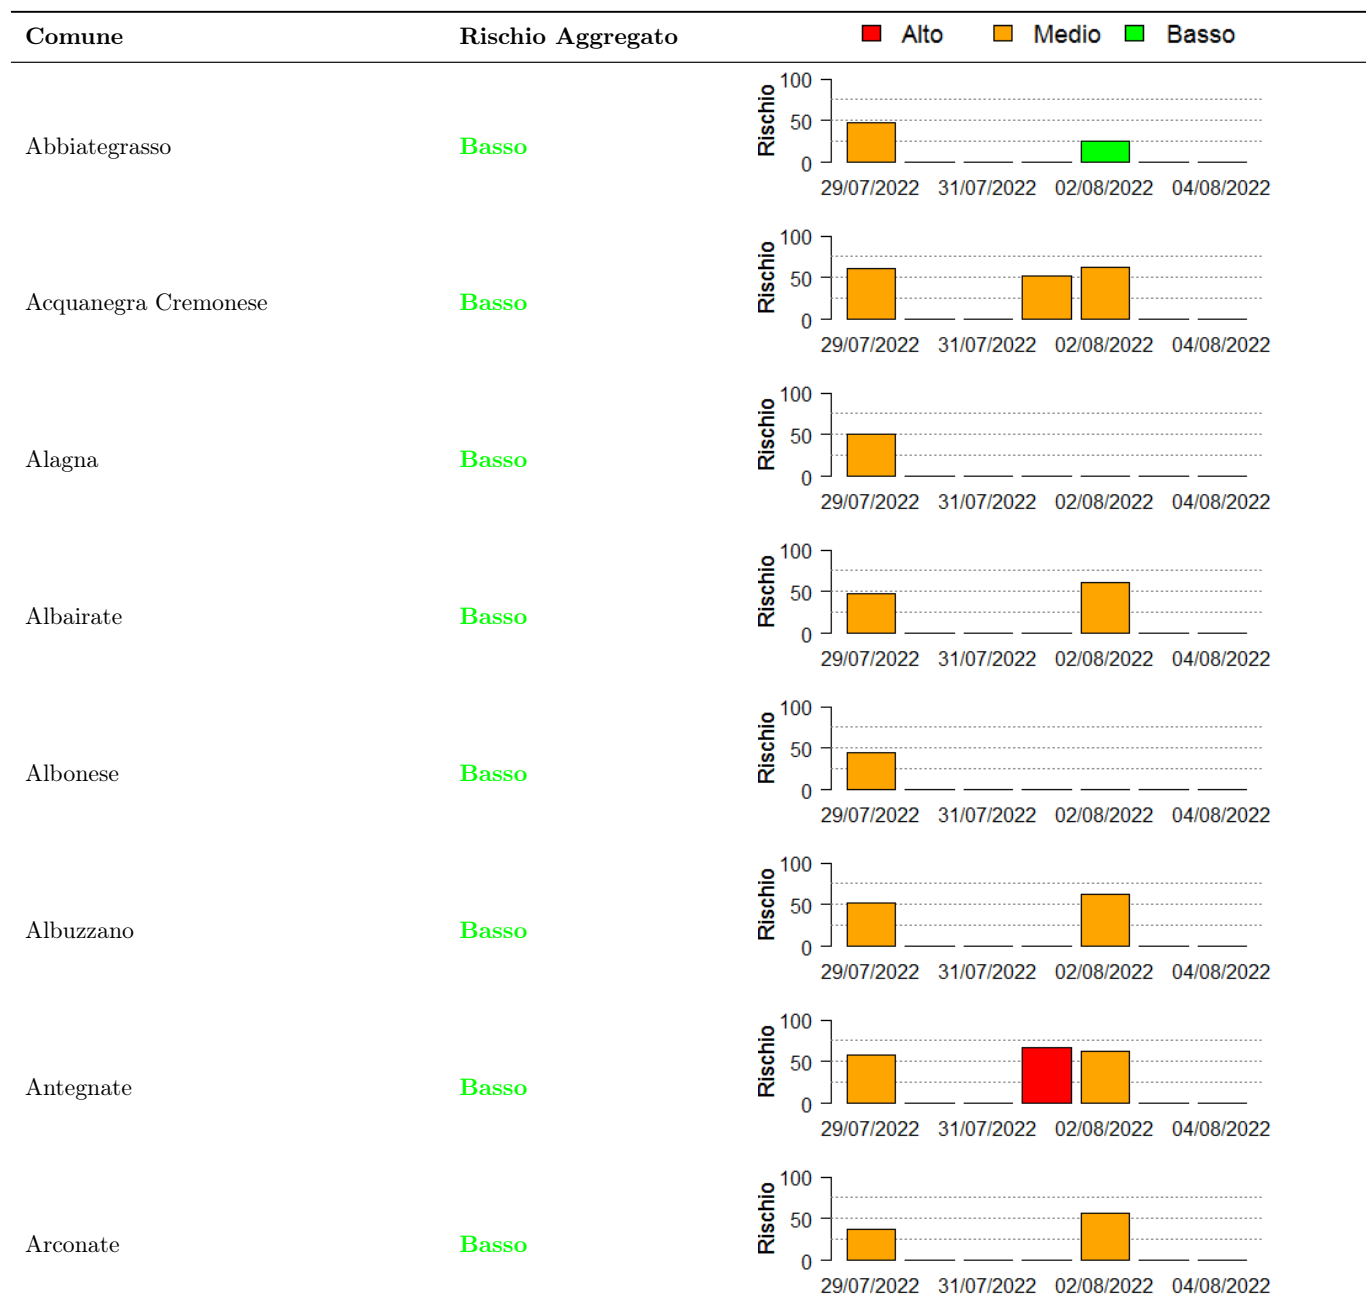 Comune Rischio Aggregato Alto Medio Basso
Abbiategrasso Basso
Rischio
100
50
0
29/07/2022 31/07/2022 02/08/2022 04/08/2022
Acquanegra Cremonese Basso
Rischio
100
50
0
29/07/2022 31/07/2022 02/08/2022 04/08/2022
Alagna Basso
Rischio
100
50
0
29/07/2022 31/07/2022 02/08/2022 04/08/2022
Albairate Basso
Rischio
100
50
0
29/07/2022 31/07/2022 02/08/2022 04/08/2022
Albonese Basso
Rischio
100
50
0
29/07/2022 31/07/2022 02/08/2022 04/08/2022
Albuzzano Basso
Rischio
100
50
0
29/07/2022 31/07/2022 02/08/2022 04/08/2022
Antegnate Basso
Rischio
100
50
0
29/07/2022 31/07/2022 02/08/2022 04/08/2022
Arconate Basso
Rischio
100
50
0
29/07/2022 31/07/2022 02/08/2022 04/08/2022